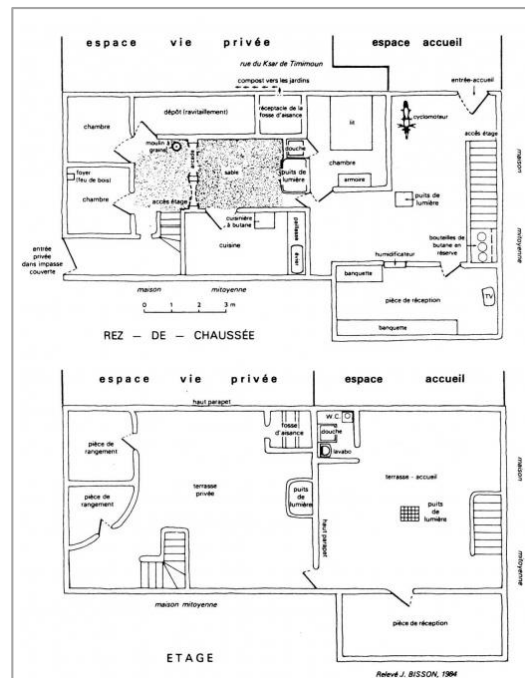 espace vie privée
espace accueil
rue du Ksar de Timimoun
compost vers les jardins
entrée-accueil
chambre
dépôt (ravitaillement)
réceptacle de la
fosse d'aisance
lit
cyclomoteur
moulin à
grains
douche
accès étage
foyer
(feu de bois)
sable
puits de
lumière
chambre
chambre
armoire
puits de
lumière
maison
accès étage
cuisinière
à butane
paillasse
évier
cuisine
bouteilles de
butane en
réserve
entrée
privée
dans impasse
couverte
humidificateur
mitoyenne
banquette
maison mitoyenne
pièce de réception
TV
0 1 2 3 m
banquette
REZ – DE – CHAUSSÉE
espace vie privée
espace accueil
haut parapet
W.C.
fosse
d'aisance
douche
lavabo
pièce de
rangement
maison
terrasse
privée
terrasse - accueil
pièce de
rangement
puits
de
lumière
puits
de
lumière
haut parapet
mitoyenne
maison mitoyenne
pièce de réception
ETAGE
Relevé J. BISSON, 1984